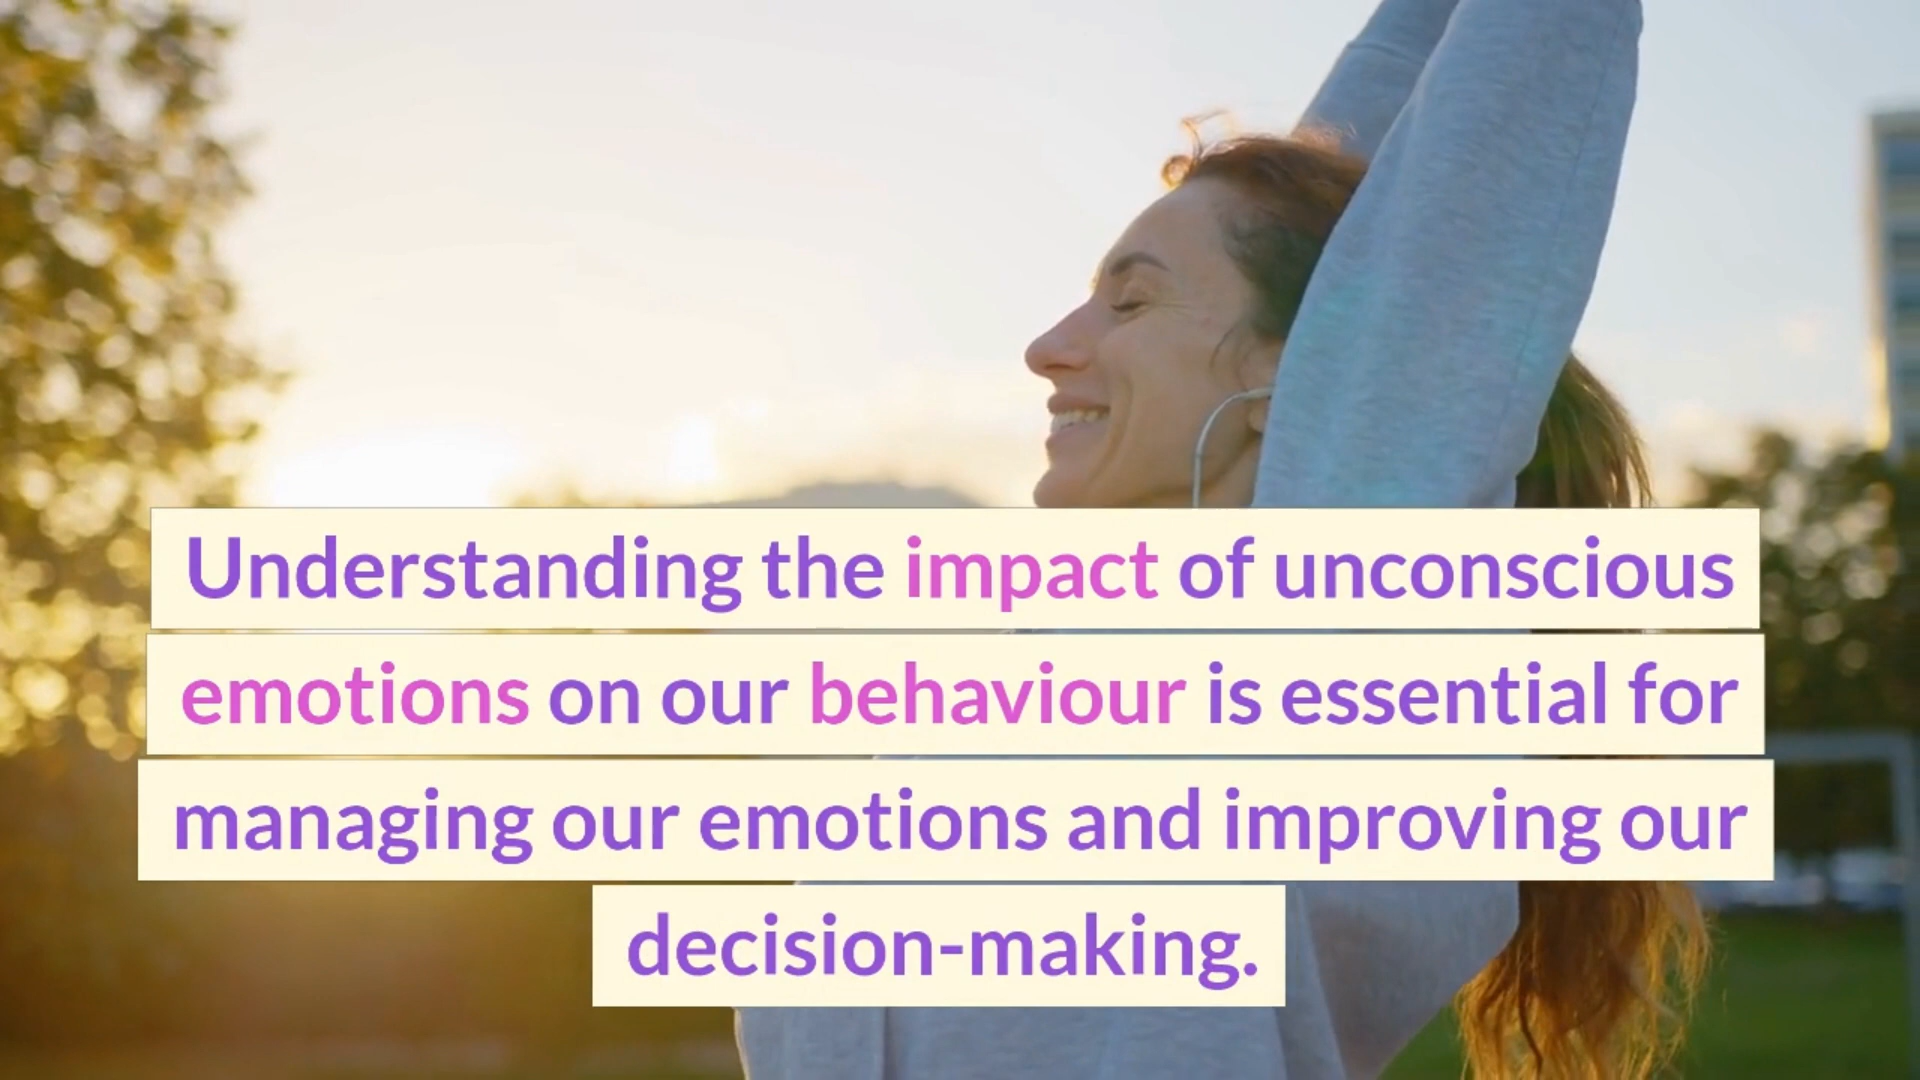 Understanding the impact of unconscious
emotions on our behaviour is essential for
managing our emotions and improving our
decision-making.